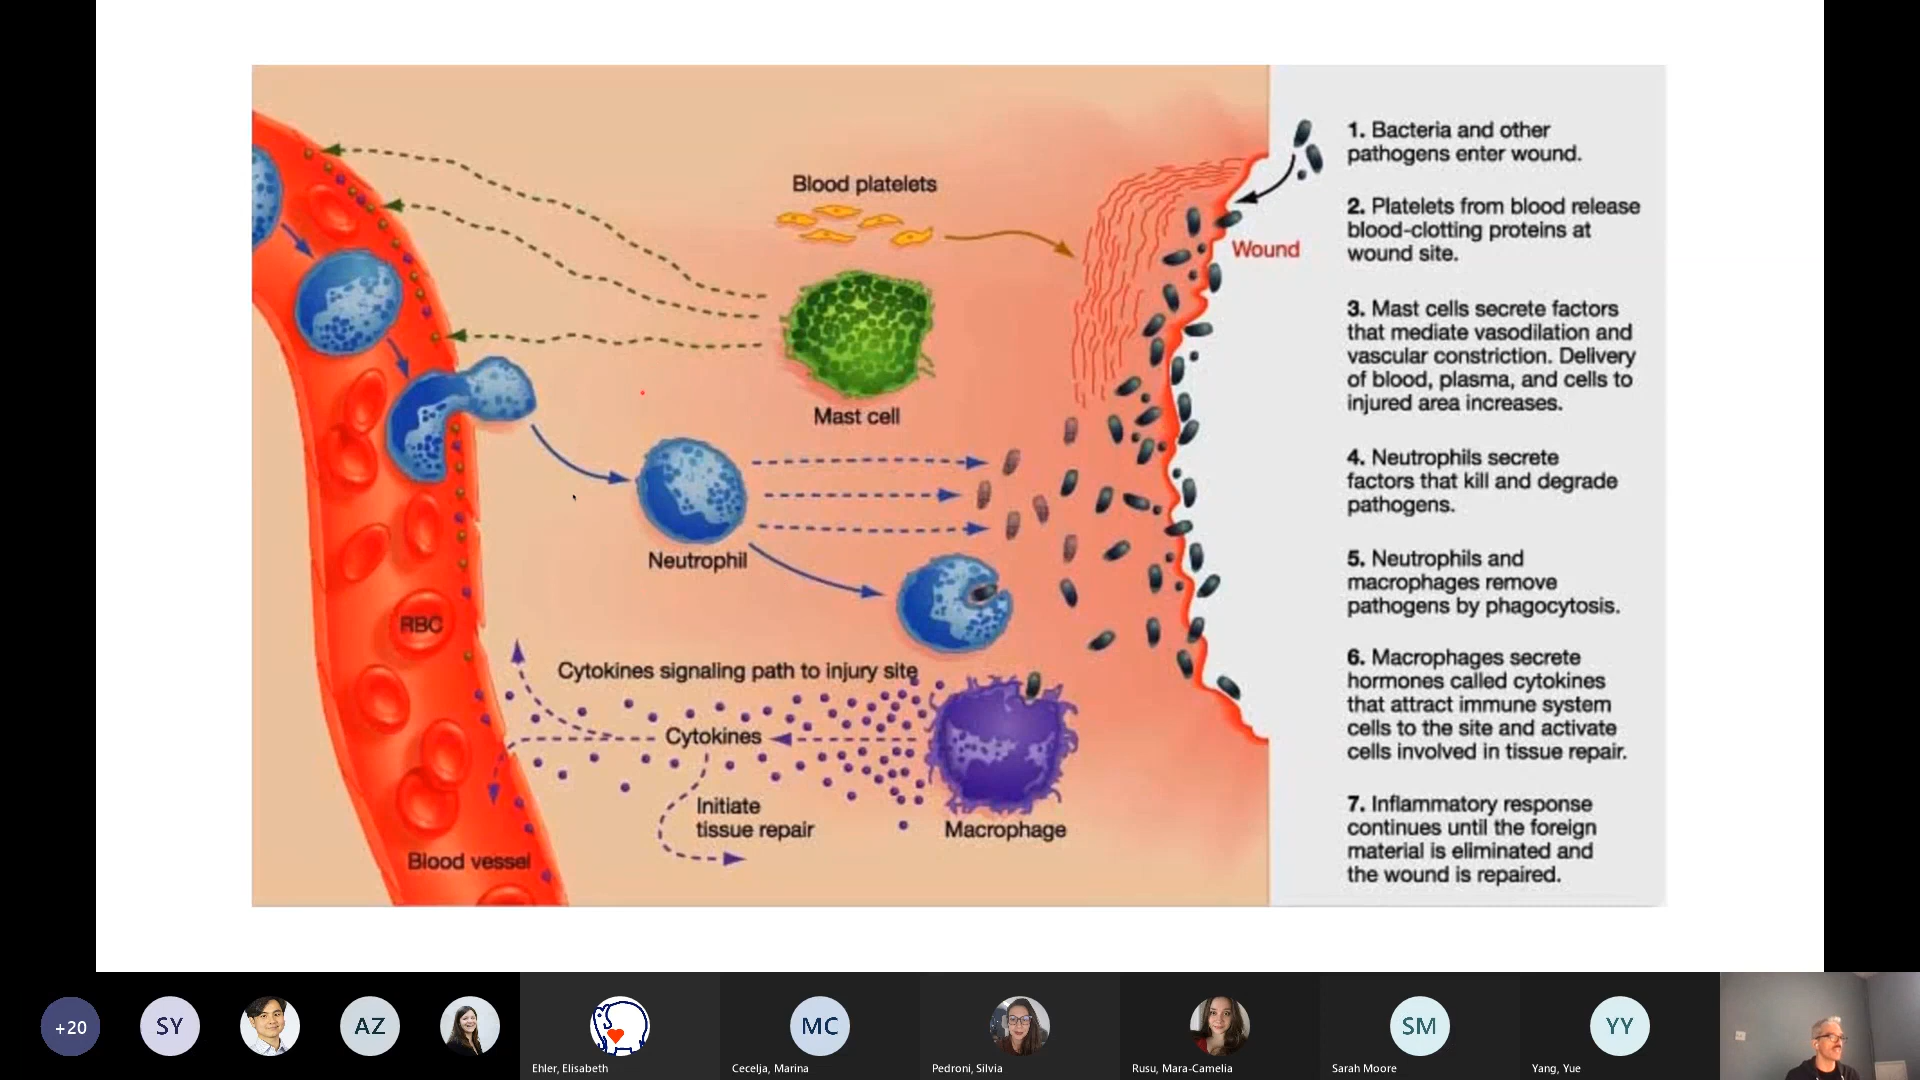 Blood platelets
Wound
Mast cell
Neutrophil
RBC
Cytokines signaling path to injury site
Cytokines
Initiate
tissue repair
Macrophage
Blood vessel
1. Bacteria and other
pathogens enter wound.
2. Platelets from blood release
blood-clotting proteins at
wound site.
3. Mast cells secrete factors
that mediate vasodilation and
vascular constriction. Delivery
of blood, plasma, and cells to
injured area increases.
4. Neutrophils secrete
factors that kill and degrade
pathogens.
5. Neutrophils and
macrophages remove
pathogens by phagocytosis.
6. Macrophages secrete
hormones called cytokines
that attract immune system
cells to the site and activate
cells involved in tissue repair.
7. Inflammatory response
continues until the foreign
material is eliminated and
the wound is repaired.
+20
SY
AZ
MC
SM
YY
Ehler, Elisabeth
Cecelja, Marina
Pedroni, Silvia
Rusu, Mara-Camelia
Sarah Moore
Yang, Yue